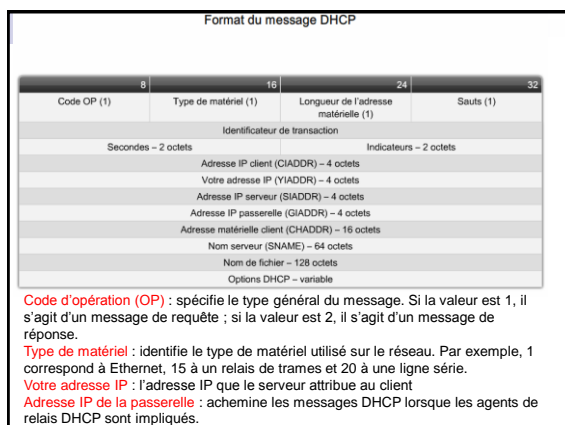 Format du message DHCP
8 16 24 32
Code OP (1) Type de matériel (1) Longueur de l'adresse matérielle (1) Sauts (1)
Identificateur de transaction
Secondes – 2 octets Indicateurs – 2 octets
Adresse IP client (CIADDR) – 4 octets
Votre adresse IP (YIADDR) – 4 octets
Adresse IP serveur (SIADDR) – 4 octets
Adresse IP passerelle (GIADDR) – 4 octets
Adresse matérielle client (CHADDR) – 16 octets
Nom serveur (SNAME) – 64 octets
Nom de fichier – 128 octets
Options DHCP – variable
Code d'opération (OP) : spécifie le type général du message. Si la valeur est 1, il
s'agit d'un message de requête ; si la valeur est 2, il s'agit d'un message de
réponse.
Type de matériel : identifie le type de matériel utilisé sur le réseau. Par exemple, 1
correspond à Ethernet, 15 à un relais de trames et 20 à une ligne série.
Votre adresse IP : l'adresse IP que le serveur attribue au client
Adresse IP de la passerelle : achemine les messages DHCP lorsque les agents de
relais DHCP sont impliqués.